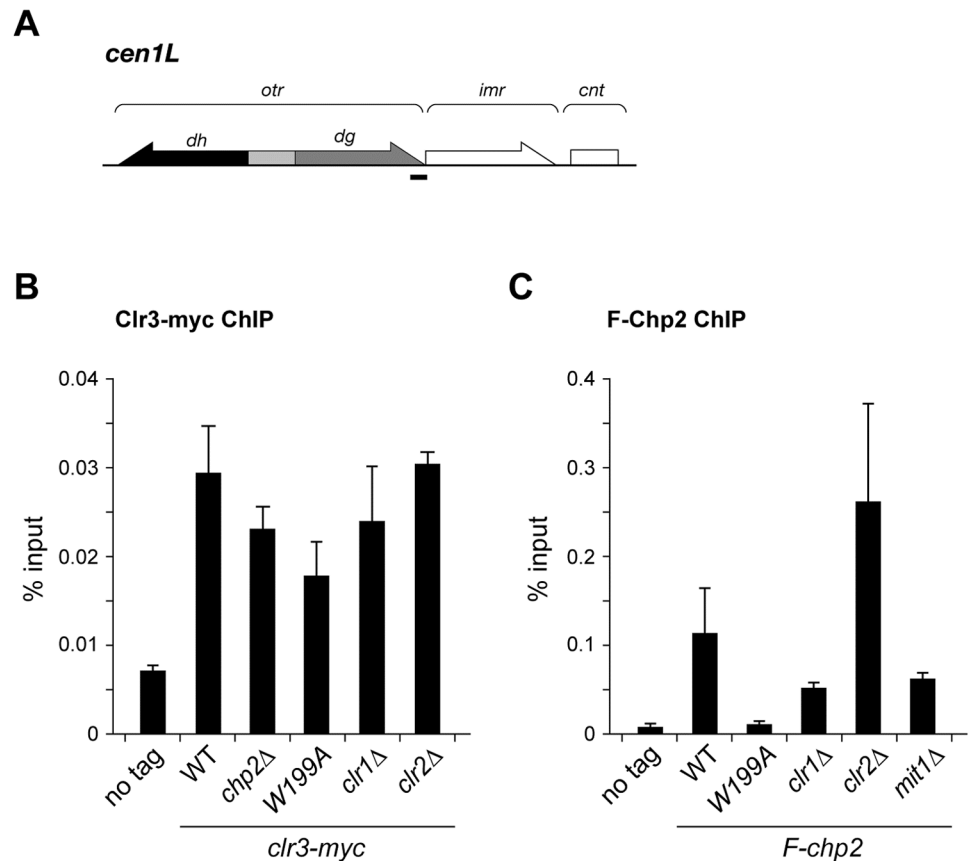 A
cen1L
otr imr cnt
dh dg
B
Clr3-myc ChIP
0.04
0.03
0.02
0.01
0
% input
no tag WT chp2Δ W199A clr1Δ clr2Δ
clr3-myc
C
F-Chp2 ChIP
0.4
0.3
0.2
0.1
0
% input
no tag WT W199A clr1Δ clr2Δ mit1Δ
F-chp2